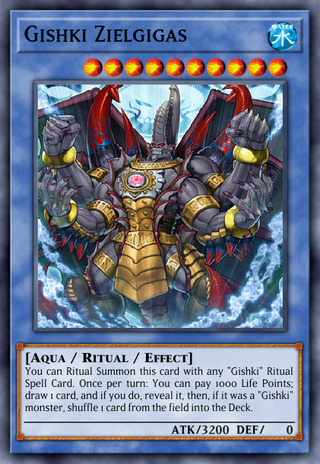 Gishki Zielgigas
WATER
水
[Aqua / Ritual / Effect]
You can Ritual Summon this card with any "Gishki" Ritual
Spell Card. Once per turn: You can pay 1000 Life Points;
draw 1 card, and if you do, reveal it, then, if it was a "Gishki"
monster, shuffle 1 card from the field into the Deck.
ATK/3200 DEF/ 0